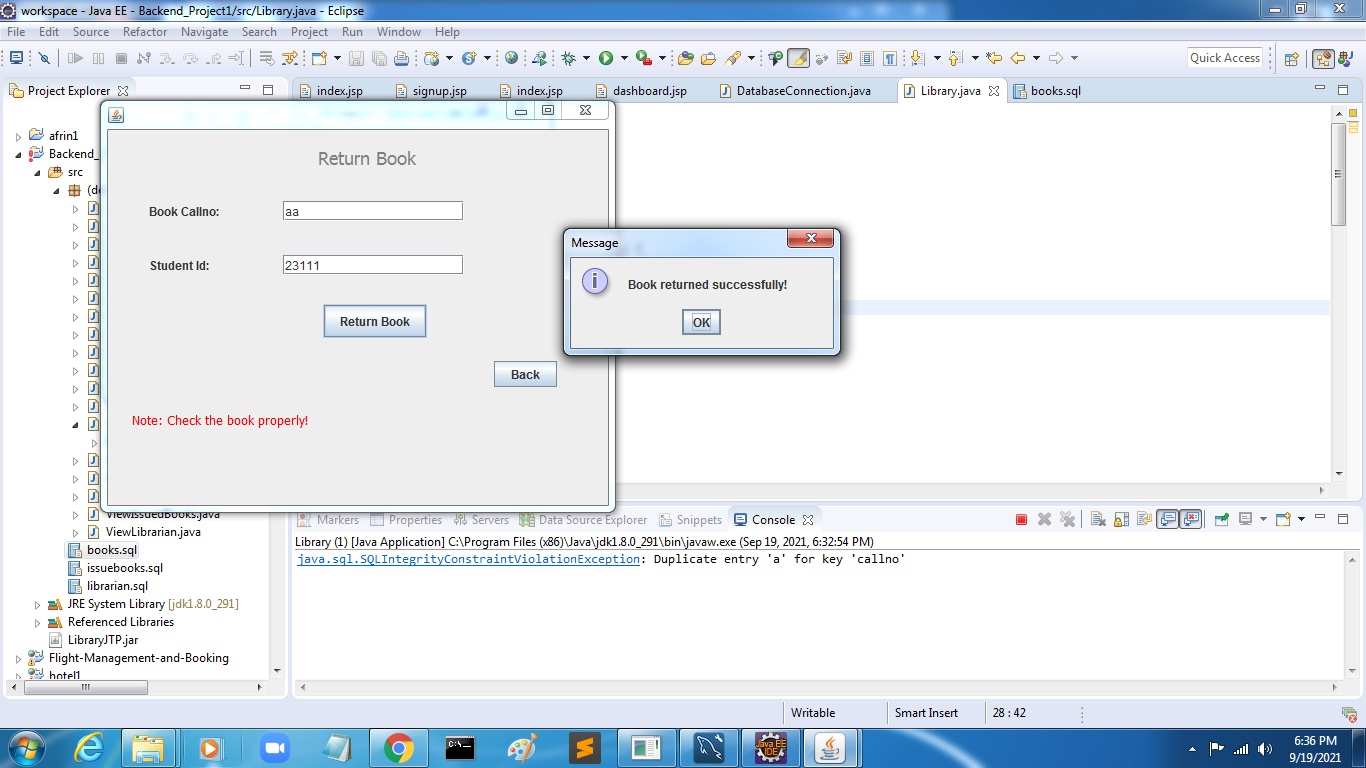 workspace - Java EE - Backend_Project1/src/Library.java - Eclipse
File Edit Source Refactor Navigate Search Project Run Window Help
Quick Access
Project Explorer
index.jsp signup.jsp index.jsp dashboard.jsp DatabaseConnection.java Library.java books.sql
afrin1
Backend_
src
(de
ViewIssuedBooks.java
ViewLibrarian.java
books.sql
issuebooks.sql
librarian.sql
JRE System Library [jdk1.8.0_291]
Referenced Libraries
LibraryJTP.jar
Flight-Management-and-Booking
hotel1
Return Book
Book Callno: aa
Student Id: 23111
Return Book
Back
Note: Check the book properly!
Message
Book returned successfully!
OK
Markers Properties Servers Data Source Explorer Snippets Console
Library (1) [Java Application] C:\Program Files (x86)\Java\jdk1.8.0_291\bin\javaw.exe (Sep 19, 2021, 6:32:54 PM)
java.sql.SQLIntegrityConstraintViolationException: Duplicate entry 'a' for key 'callno'
Writable Smart Insert 28 : 42
C:\_
Java EE
IDE
6:36 PM
9/19/2021